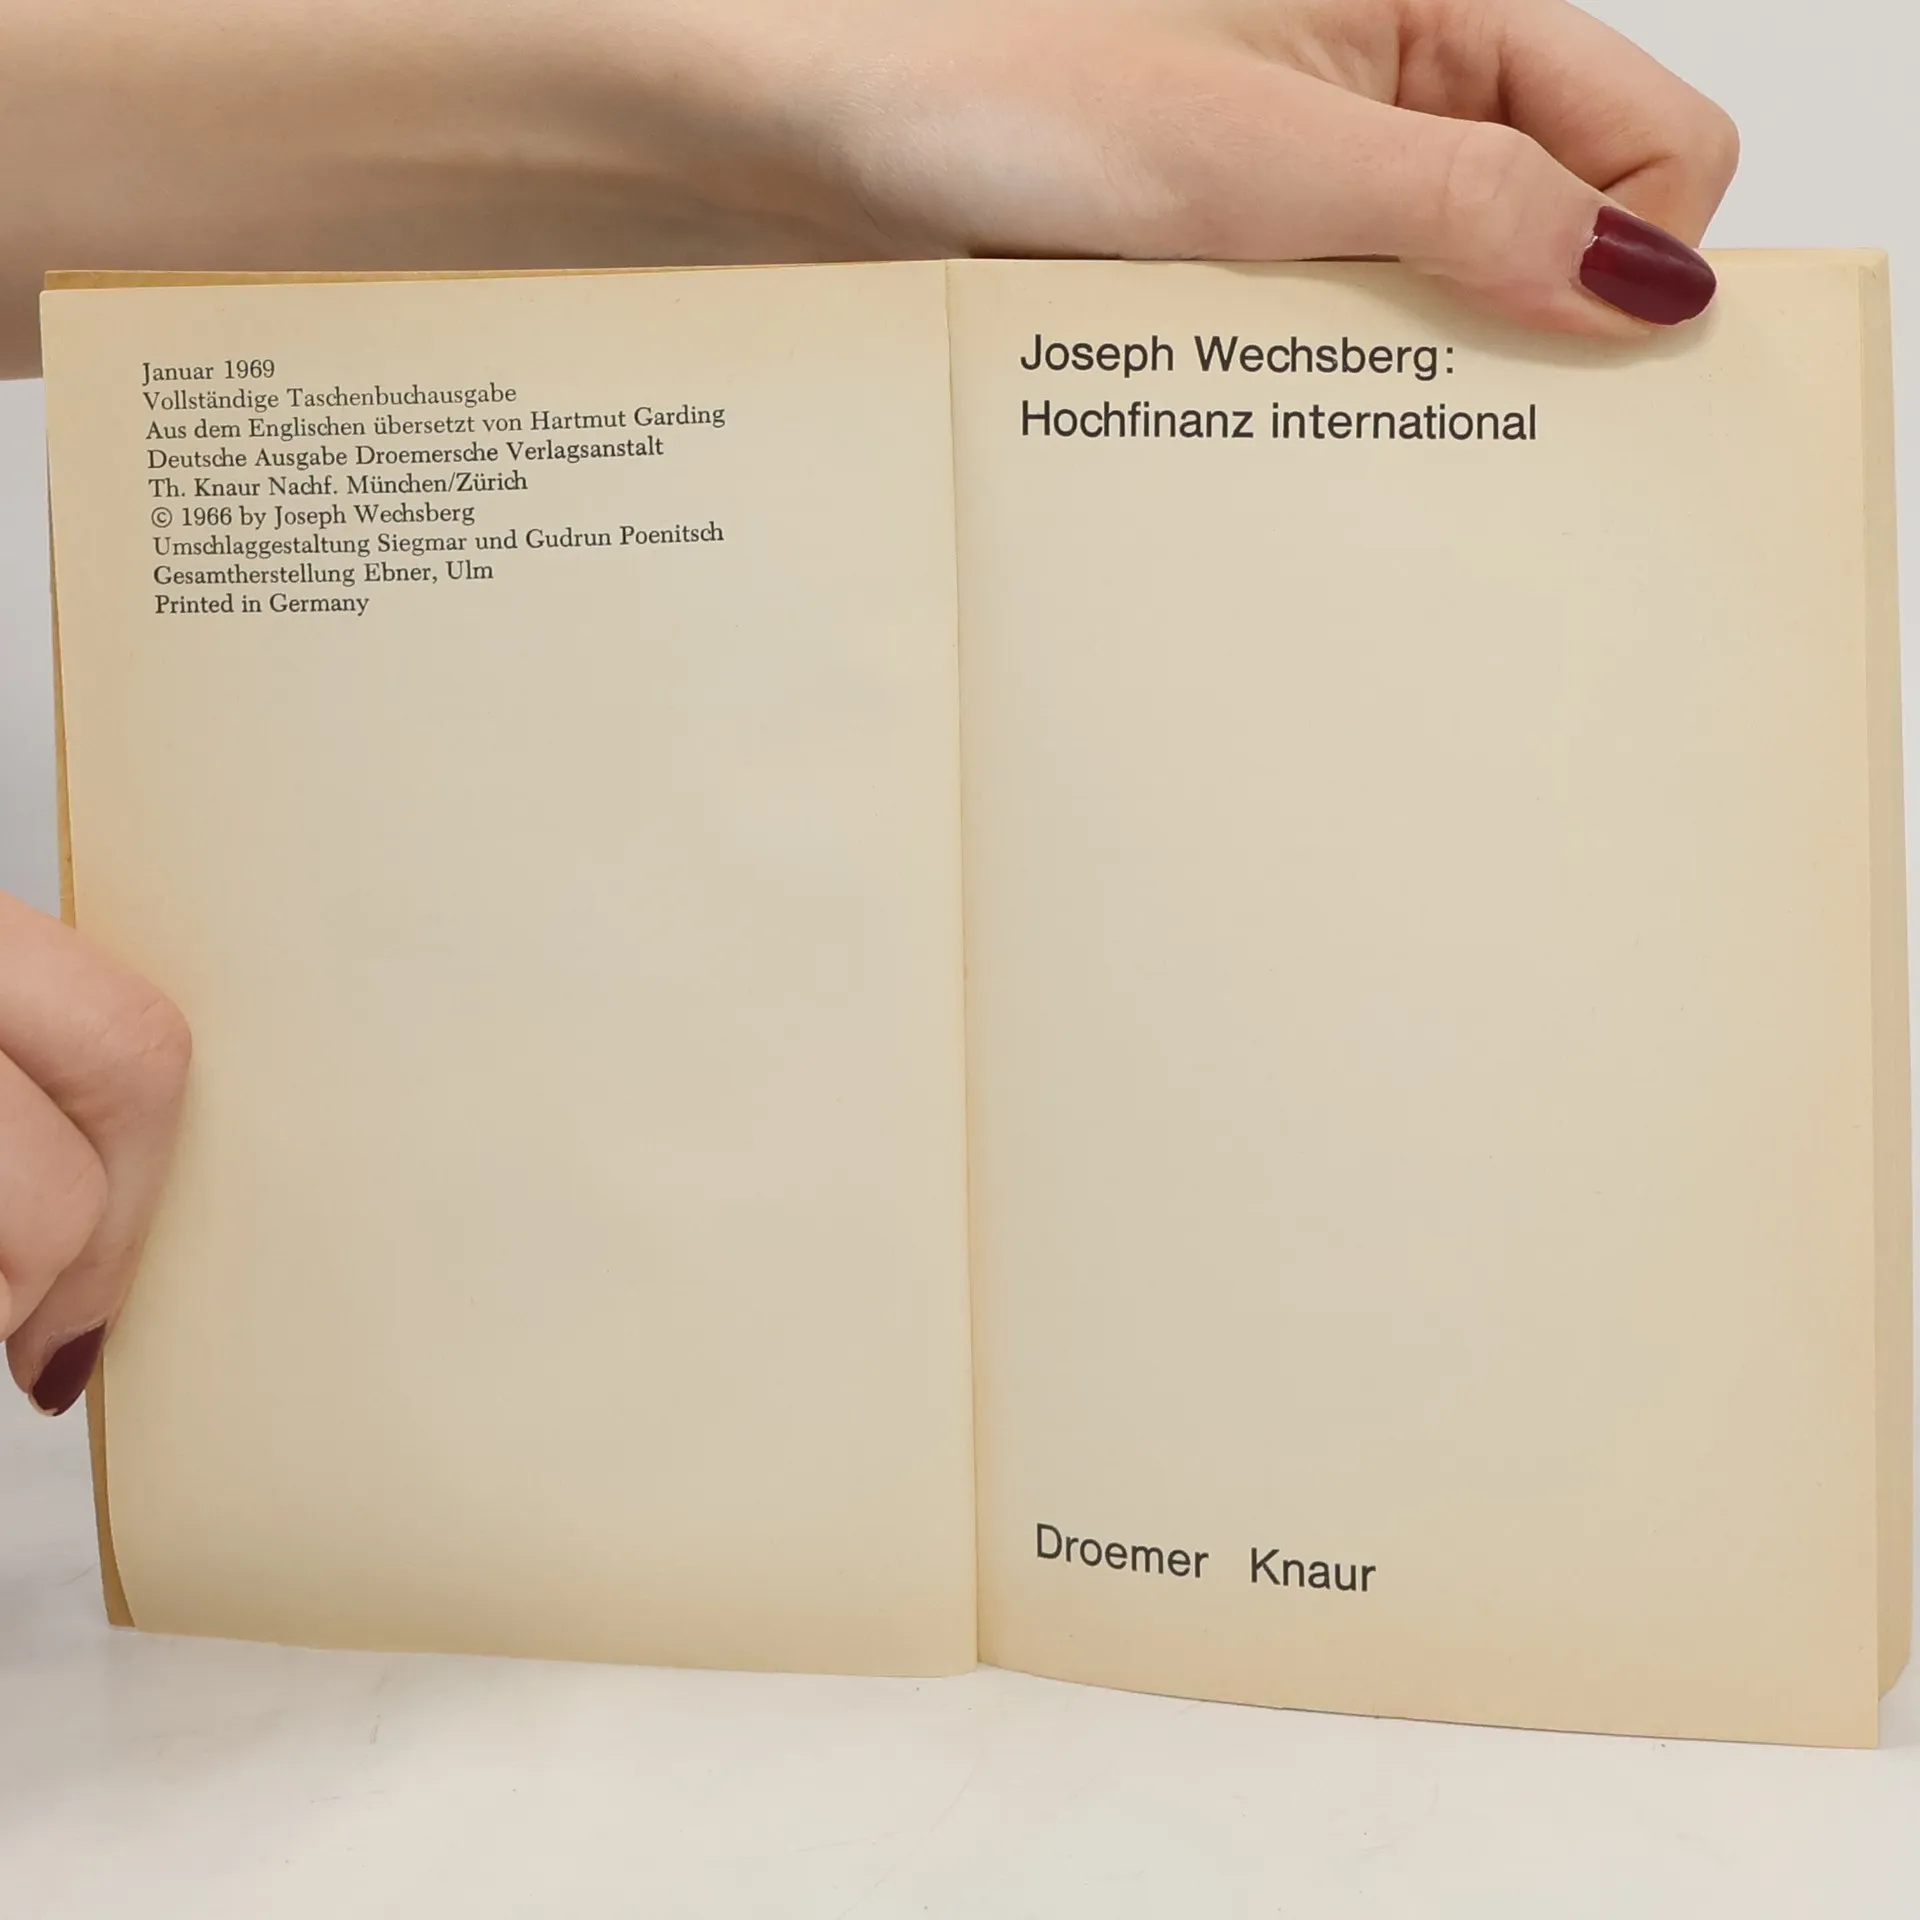 Januar 1969
Vollständige Taschenbuchausgabe
Aus dem Englischen übersetzt von Hartmut Garding
Deutsche Ausgabe Droemersche Verlagsanstalt
Th. Knaur Nachf. München/Zürich
© 1966 by Joseph Wechsberg
Umschlaggestaltung Siegmar und Gudrun Poenitsch
Gesamtherstellung Ebner, Ulm
Printed in Germany
Joseph Wechsberg:
Hochfinanz international
Droemer Knaur